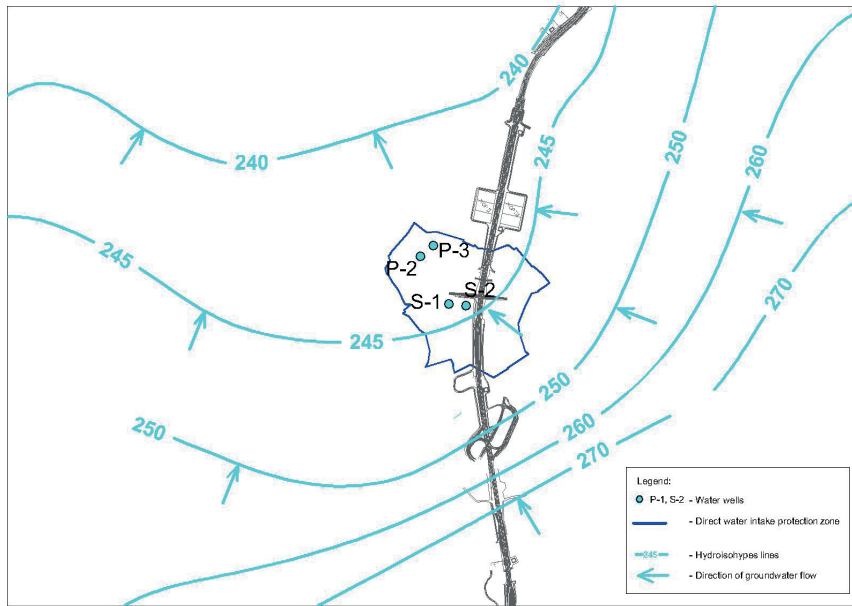 240
245
250
260
270
240
245
P-3
P-2
S-2
S-1
245
250
250
260
270
Legend:
P-1, S-2 - Water wells
- Direct water intake protection zone
245 - Hydroisohypes lines
- Direction of groundwater flow